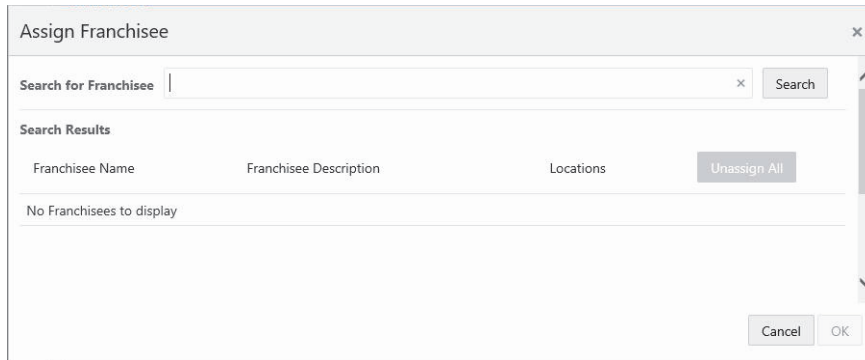 Assign Franchisee ×
Search for Franchisee × Search
Search Results
Franchisee Name Franchisee Description Locations Unassign All
No Franchisees to display
Cancel OK